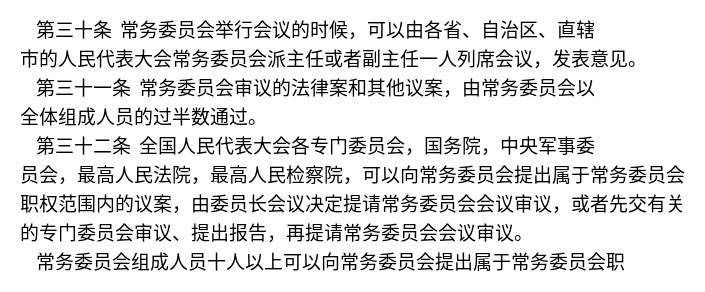 第三十条 常务委员会举行会议的时候，可以由各省、自治区、直辖
市的人民代表大会常务委员会派主任或者副主任一人列席会议，发表意见。
第三十一条 常务委员会审议的法律案和其他议案，由常务委员会以
全体组成人员的过半数通过。
第三十二条 全国人民代表大会各专门委员会，国务院，中央军事委
员会，最高人民法院，最高人民检察院，可以向常务委员会提出属于常务委员会
职权范围内的议案，由委员长会议决定提请常务委员会会议审议，或者先交有关
的专门委员会审议、提出报告，再提请常务委员会会议审议。
常务委员会组成人员十人以上可以向常务委员会提出属于常务委员会职